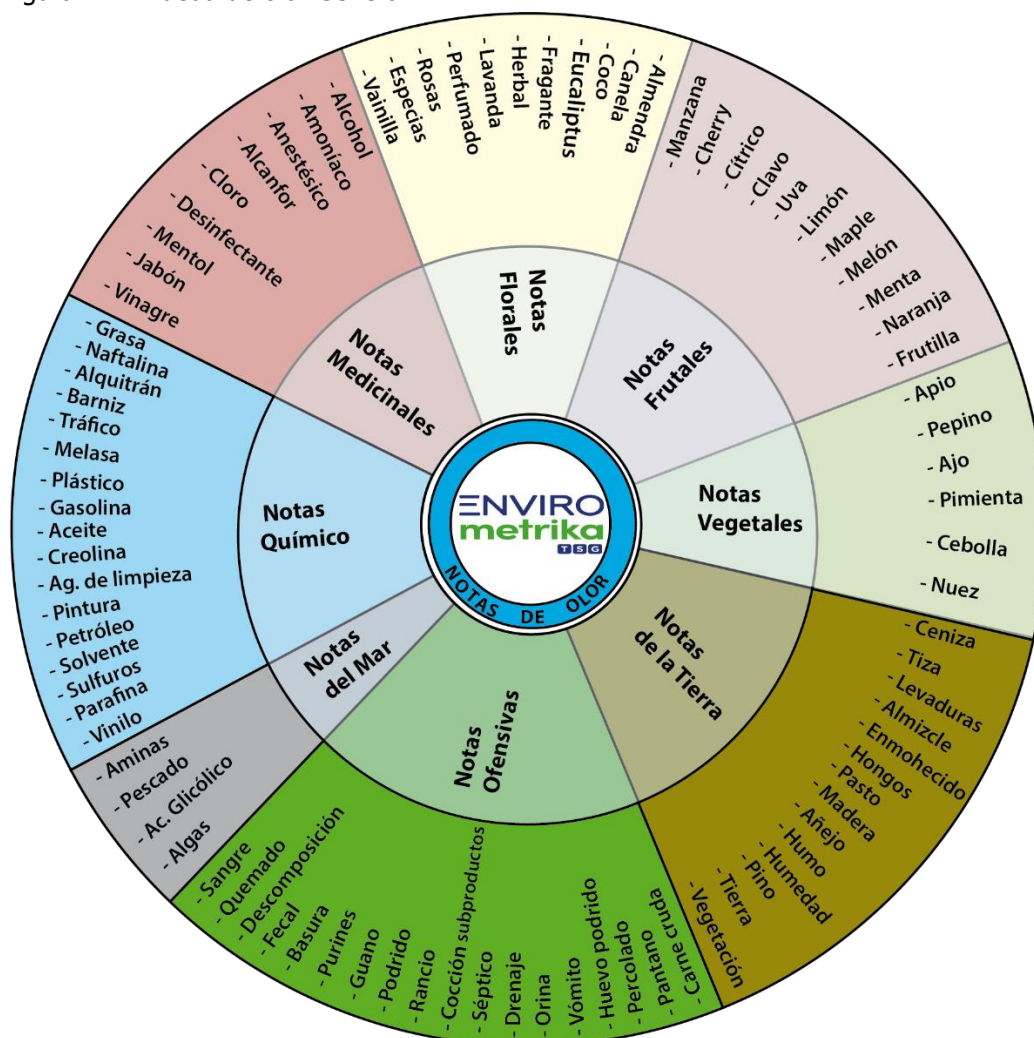 - Vainilla
- Especias
- Rosas
- Perfumado
- Lavanda
- Herbal
- Fragante
- Eucaliptus
- Coco
- Canela
- Almendra
Notas
Florales
- Manzana
- Cherry
- Cítrico
- Clavo
- Uva
- Limón
- Maple
- Melón
- Menta
- Naranja
- Frutilla
Notas
Frutales
- Apio
- Pepino
- Ajo
- Pimienta
- Cebolla
- Nuez
Notas
Vegetales
- Ceniza
- Tiza
- Levaduras
- Almizcle
- Enmohecido
- Hongos
- Pasto
- Madera
- Añejo
- Humo
- Humedad
- Pino
- Tierra
- Vegetación
Notas
de la Tierra
- Sangre
- Quemado
- Descomposición
- Fecal
- Basura
- Purines
- Guano
- Podrido
- Rancio
- Cocción subproductos
- Séptico
- Drenaje
- Orina
- Vómito
- Huevo podrido
- Percolado
- Pantano
- Carne cruda
Notas
Ofensivas
- Aminas
- Pescado
- Ac. Glicólico
- Algas
Notas
del Mar
- Grasa
- Naftalina
- Alquitrán
- Barniz
- Tráfico
- Melasa
- Plástico
- Gasolina
- Aceite
- Creolina
- Ag. de limpieza
- Pintura
- Petróleo
- Solvente
- Sulfuros
- Parafina
- Vinilo
Notas
Químico
- Alcohol
- Amoníaco
- Anestésico
- Alcanfor
- Cloro
- Desinfectante
- Mentol
- Jabón
- Vinagre
Notas
Medicinales
ENVIRO
metrika
TSG
NOTAS DE OLOR